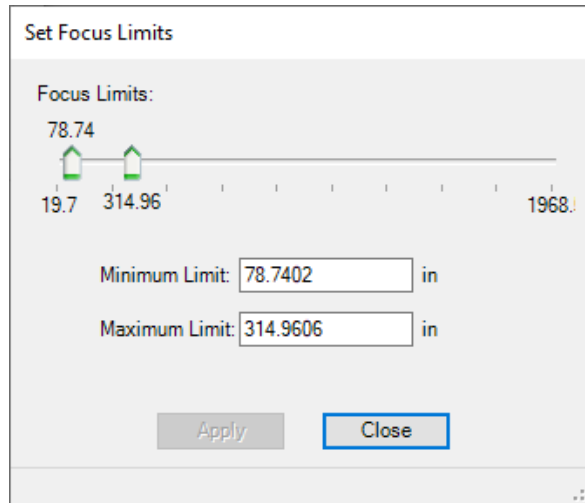 Set Focus Limits
Focus Limits:
78.74
19.7 314.96 1968.
Minimum Limit: 78.7402 in
Maximum Limit: 314.9606 in
Apply Close